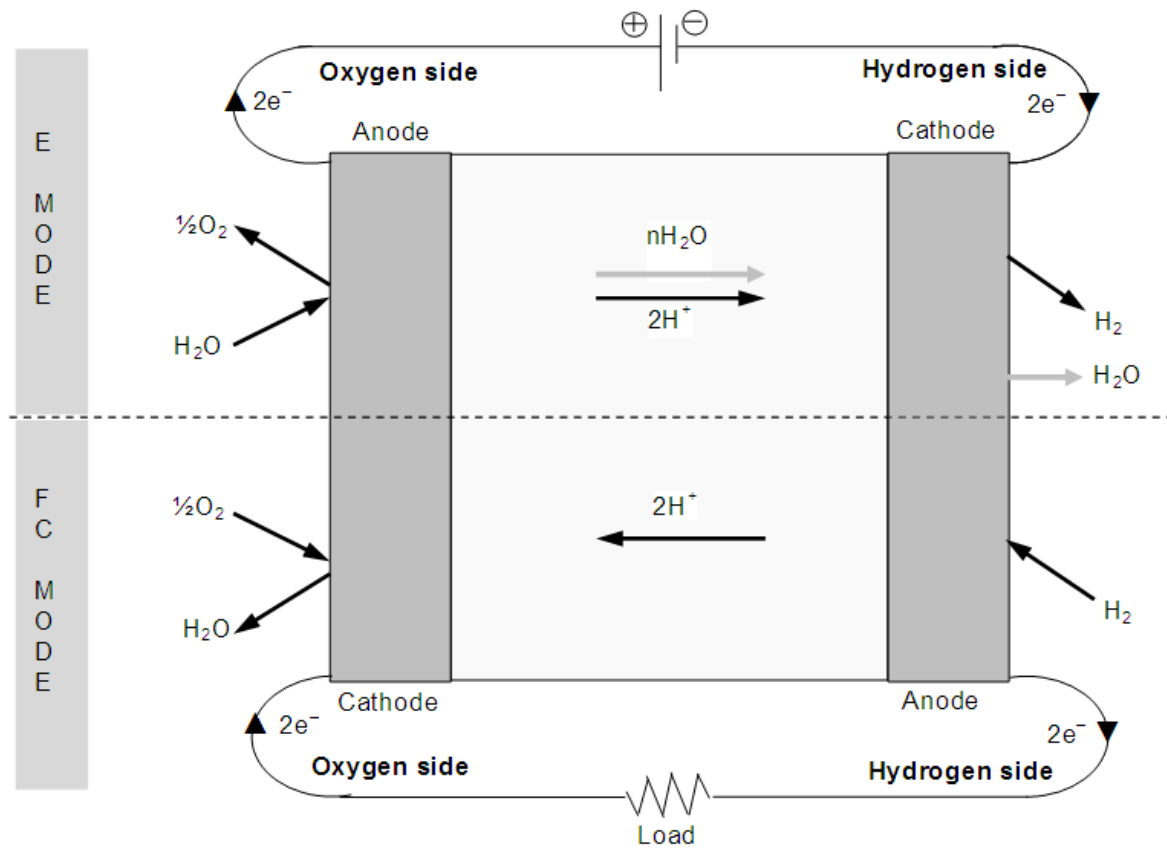 ⊕ ⊖
Oxygen side
Hydrogen side
2e⁻
2e⁻
Anode
Cathode
E
M
O
D
E
½O₂
nH₂O
2H⁺
H₂O
H₂
H₂O
F
C
M
O
D
E
½O₂
2H⁺
H₂O
H₂
Cathode
Anode
2e⁻
2e⁻
Oxygen side
Hydrogen side
Load